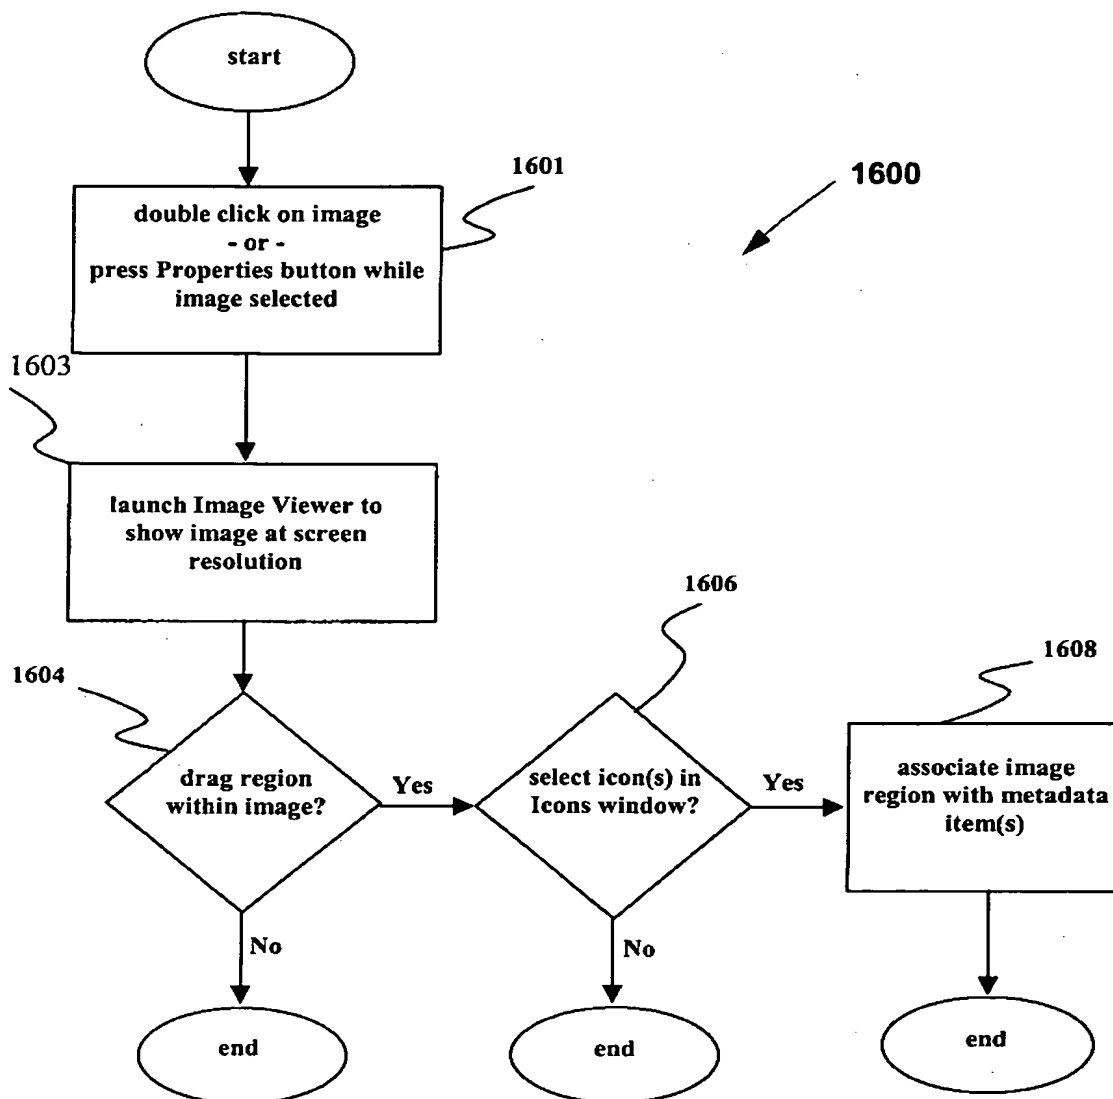 start
1601
1600
double click on image
- or -
press Properties button while
image selected
1603
launch Image Viewer to
show image at screen
resolution
1606
1604
1608
drag region
within image?
Yes
select icon(s) in
Icons window?
Yes
associate image
region with metadata
item(s)
No
No
end
end
end